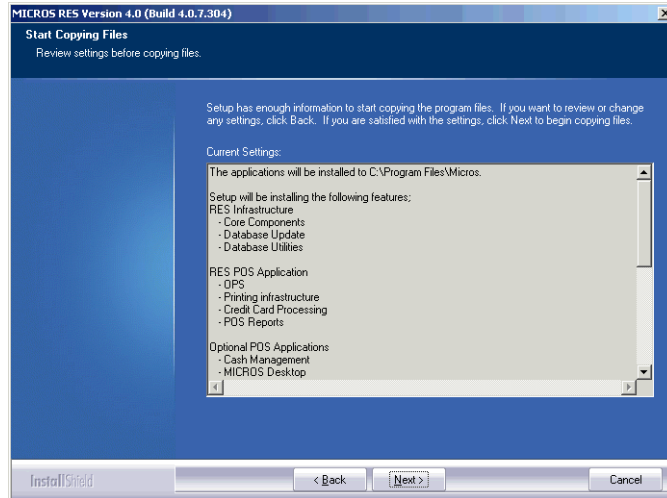 MICROS RES Version 4.0 (Build 4.0.7.304)
Start Copying Files
Review settings before copying files.
Setup has enough information to start copying the program files. If you want to review or change
any settings, click Back. If you are satisfied with the settings, click Next to begin copying files.
Current Settings:
The applications will be installed to C:\Program Files\Micros.
Setup will be installing the following features;
RES Infrastructure
- Core Components
- Database Update
- Database Utilities
RES POS Application
- OPS
- Printing infrastructure
- Credit Card Processing
- POS Reports
Optional POS Applications
- Cash Management
- MICROS Desktop
InstallShield
< Back
Next >
Cancel